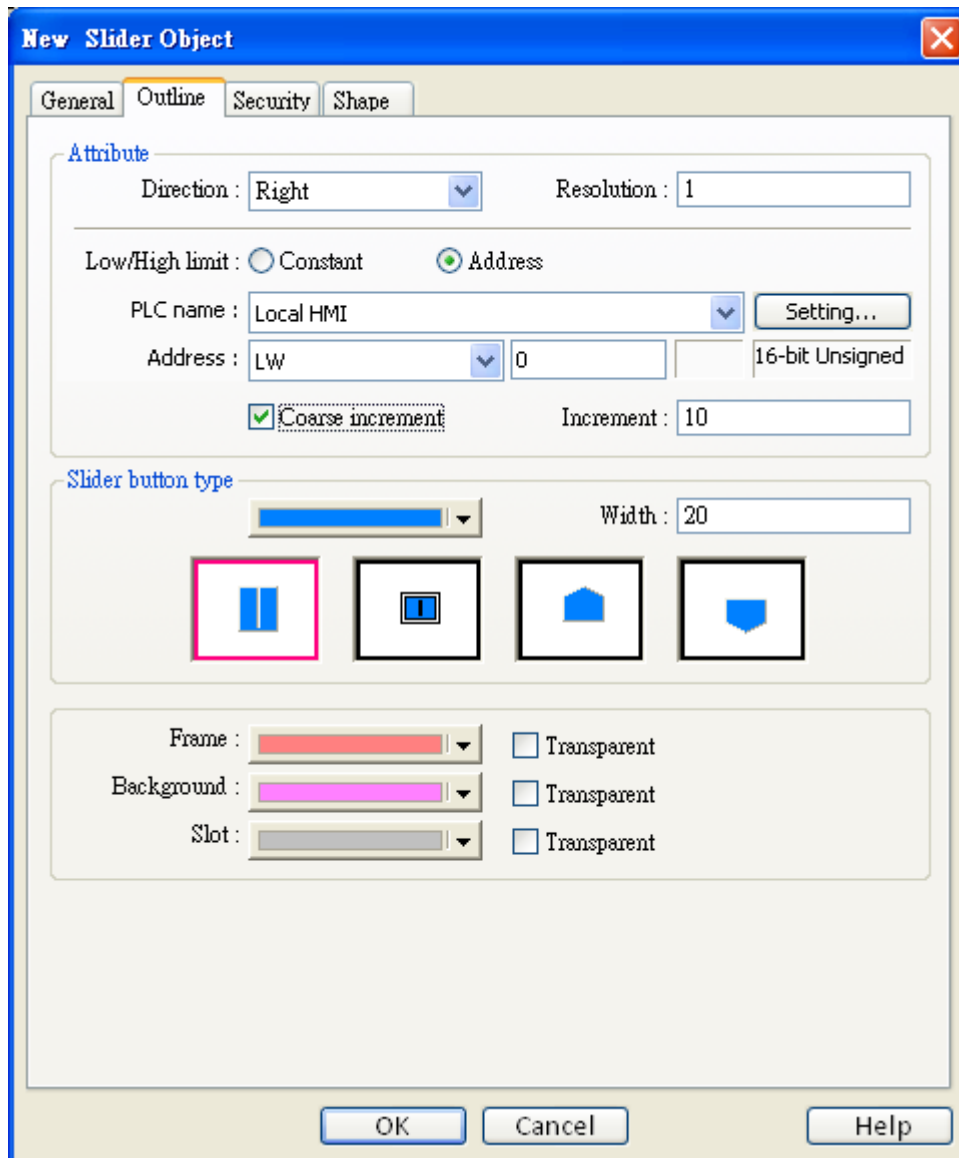 New Slider Object
General Outline Security Shape
Attribute
Direction : Right Resolution : 1
Low/High limit : Constant Address
PLC name : Local HMI Setting...
Address : LW 0 16-bit Unsigned
Coarse increment Increment : 10
Slider button type
Width : 20
Frame : Transparent
Background : Transparent
Slot : Transparent
OK Cancel Help